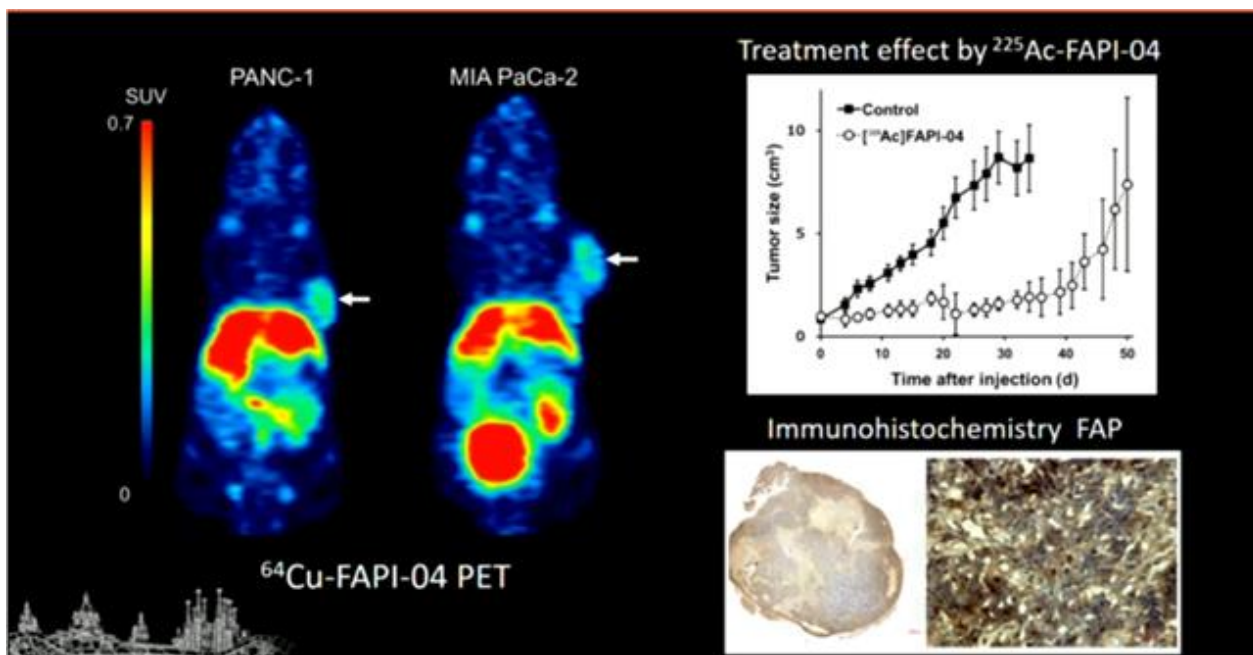 PANC-1
MIA PaCa-2
SUV
0.7
0
⁶⁴Cu-FAPI-04 PET
Treatment effect by ²²⁵Ac-FAPI-04
Control
[²²⁵Ac]FAPI-04
Tumor size (cm³)
10
5
0
0 10 20 30 40 50
Time after injection (d)
Immunohistochemistry FAP